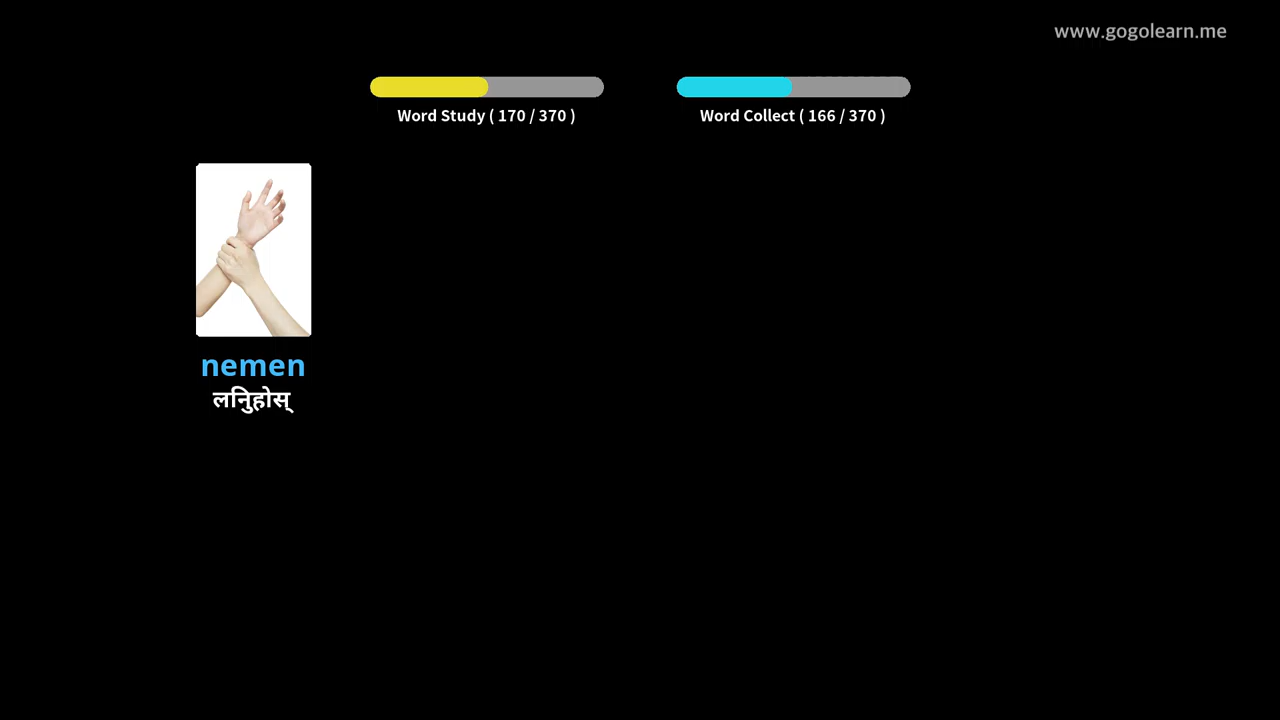 www.gogolearn.me
Word Study ( 170 / 370 )
Word Collect ( 166 / 370 )
nemen
लिनुहोस्